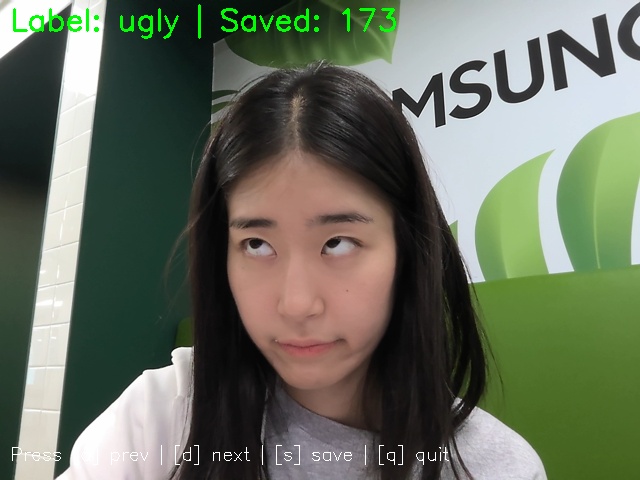 Label: ugly | Saved: 173
MSUNG
Press [a] prev | [d] next | [s] save | [q] quit